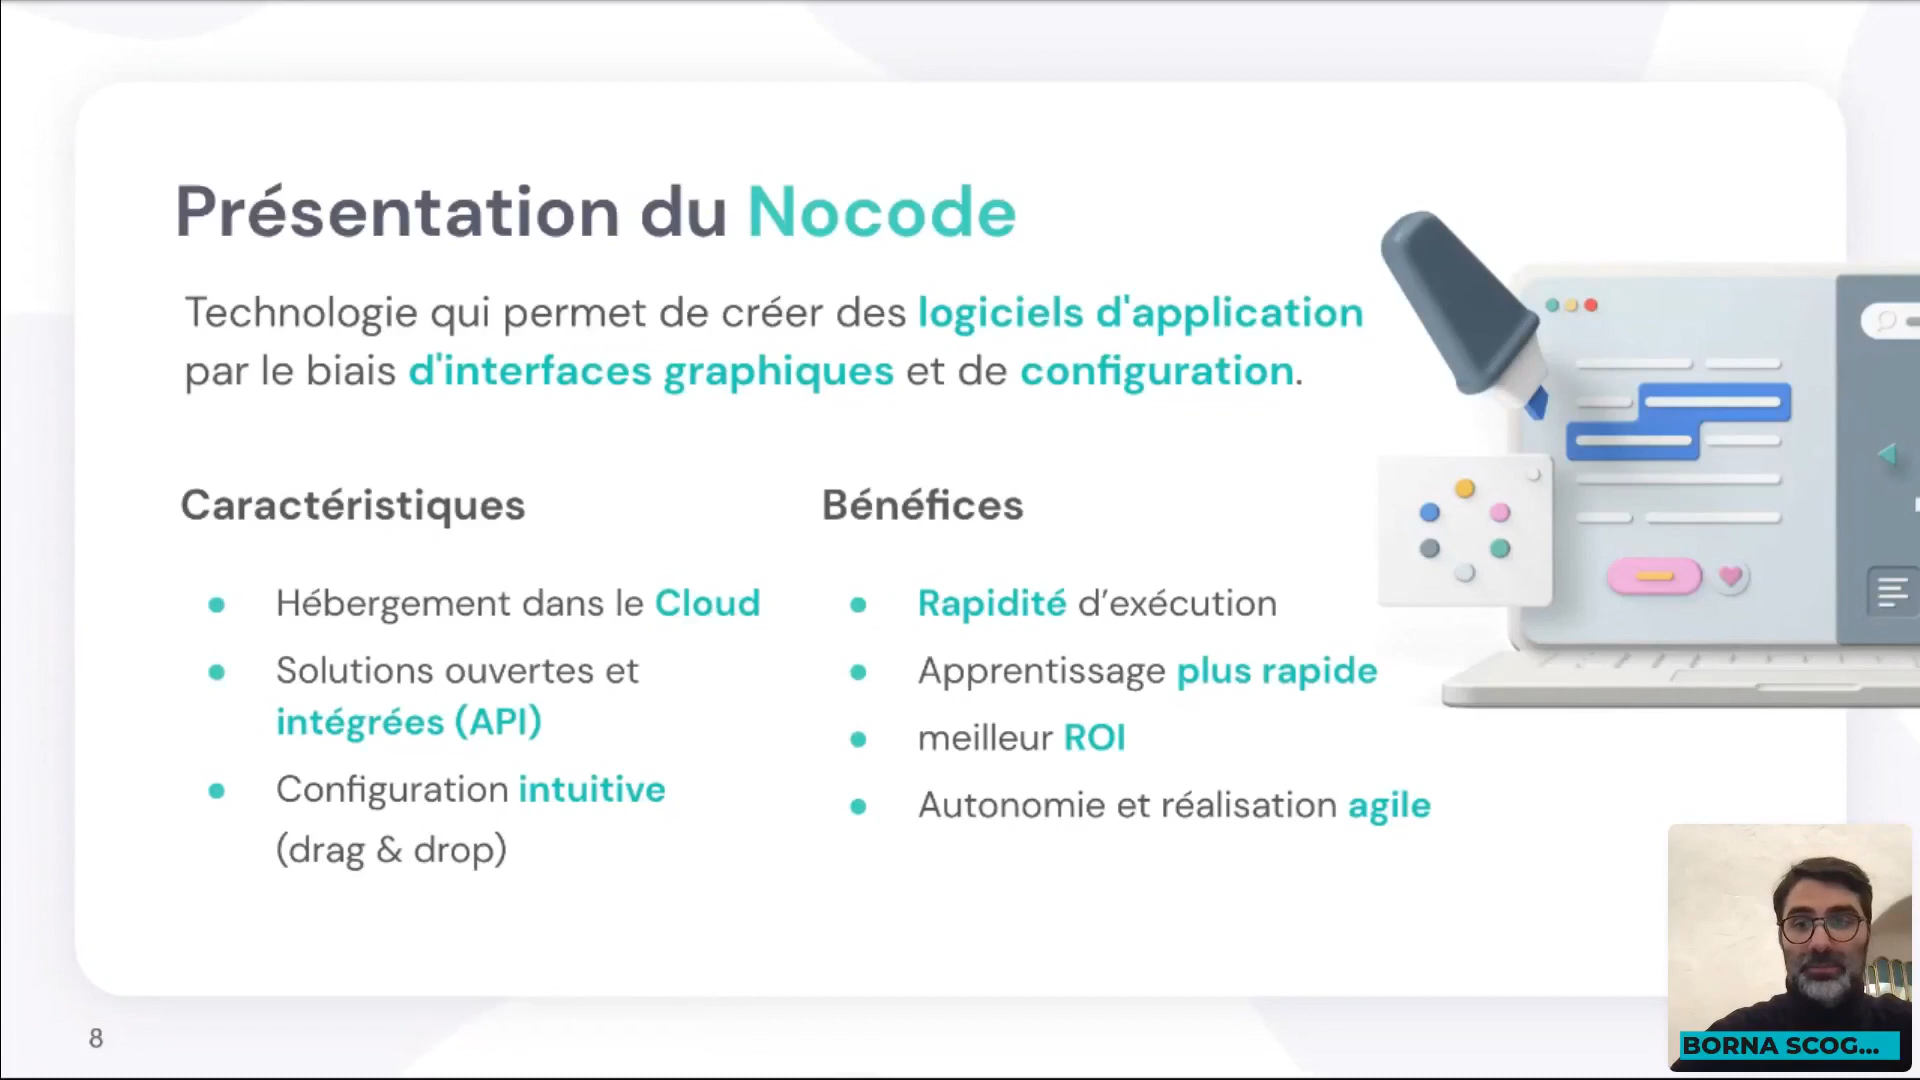 Présentation du Nocode
Technologie qui permet de créer des logiciels d'application
par le biais d'interfaces graphiques et de configuration.
Caractéristiques
● Hébergement dans le Cloud
● Solutions ouvertes et
intégrées (API)
● Configuration intuitive
(drag & drop)
Bénéfices
● Rapidité d’exécution
● Apprentissage plus rapide
● meilleur ROI
● Autonomie et réalisation agile
8
BORNA SCOG...